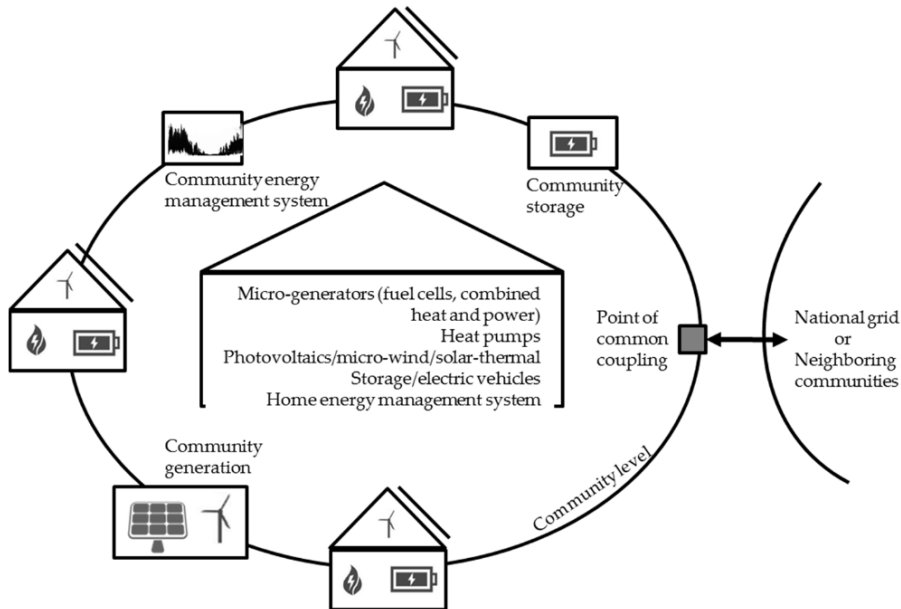 Community energy
management system
Community
storage
Micro-generators (fuel cells, combined
heat and power)
Heat pumps
Photovoltaics/micro-wind/solar-thermal
Storage/electric vehicles
Home energy management system
Point of
common
coupling
National grid
or
Neighboring
communities
Community
generation
Community level